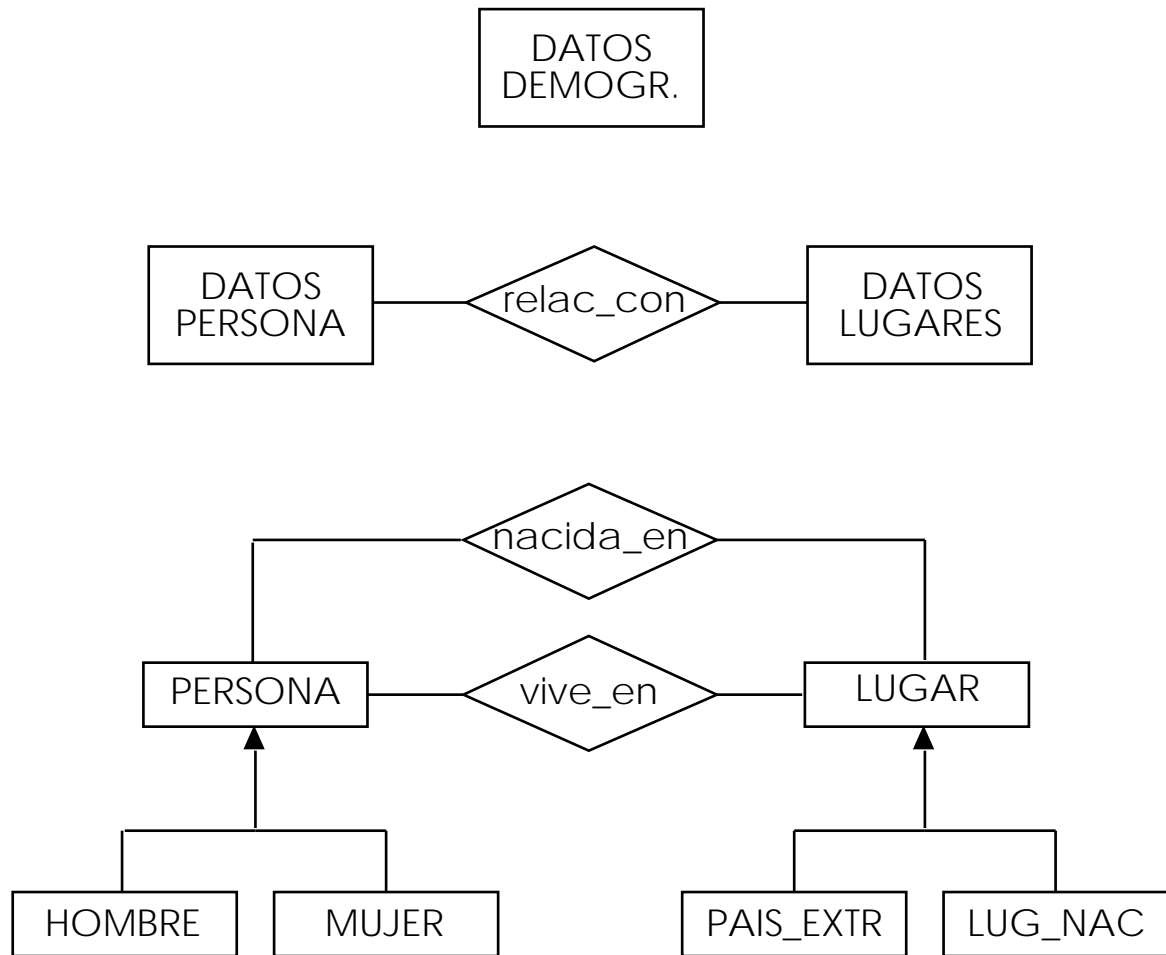 DATOS
DEMOGR.
DATOS
PERSONA
relac_con
DATOS
LUGARES
nacida_en
PERSONA
vive_en
LUGAR
HOMBRE
MUJER
PAIS_EXTR
LUG_NAC